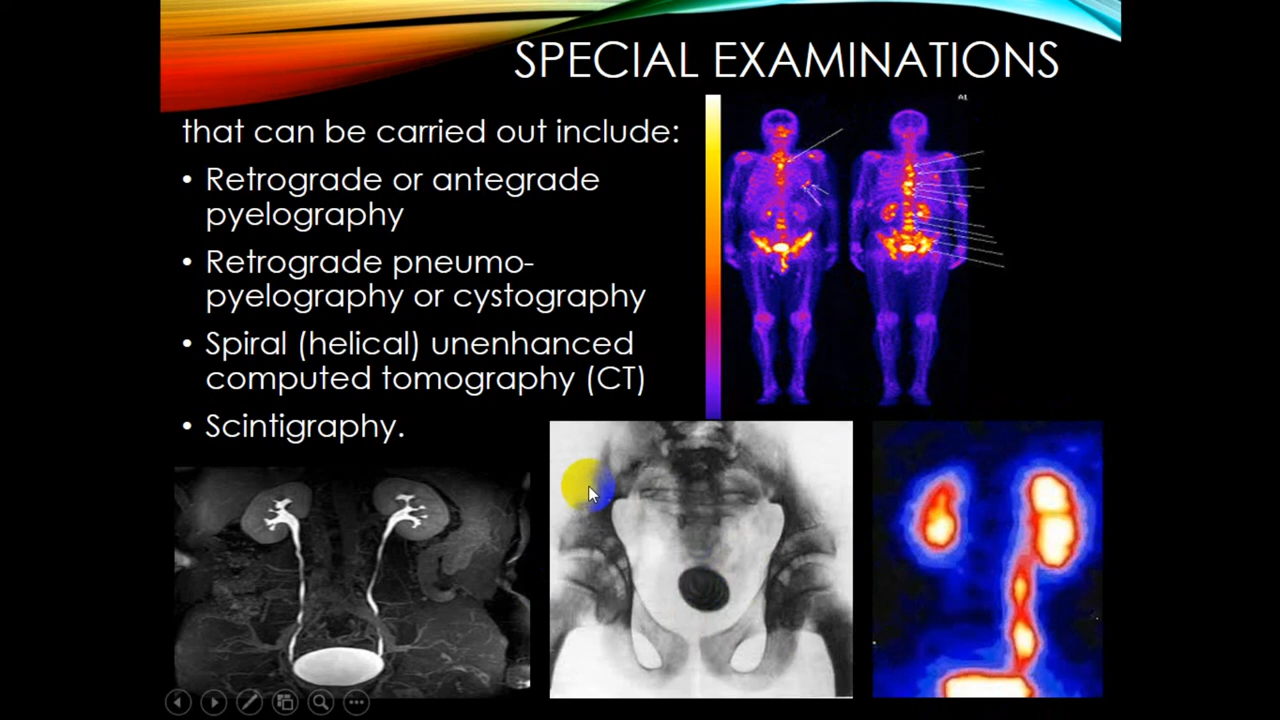 SPECIAL EXAMINATIONS
that can be carried out include:
• Retrograde or antegrade
pyelography
• Retrograde pneumo-
pyelography or cystography
• Spiral (helical) unenhanced
computed tomography (CT)
• Scintigraphy.